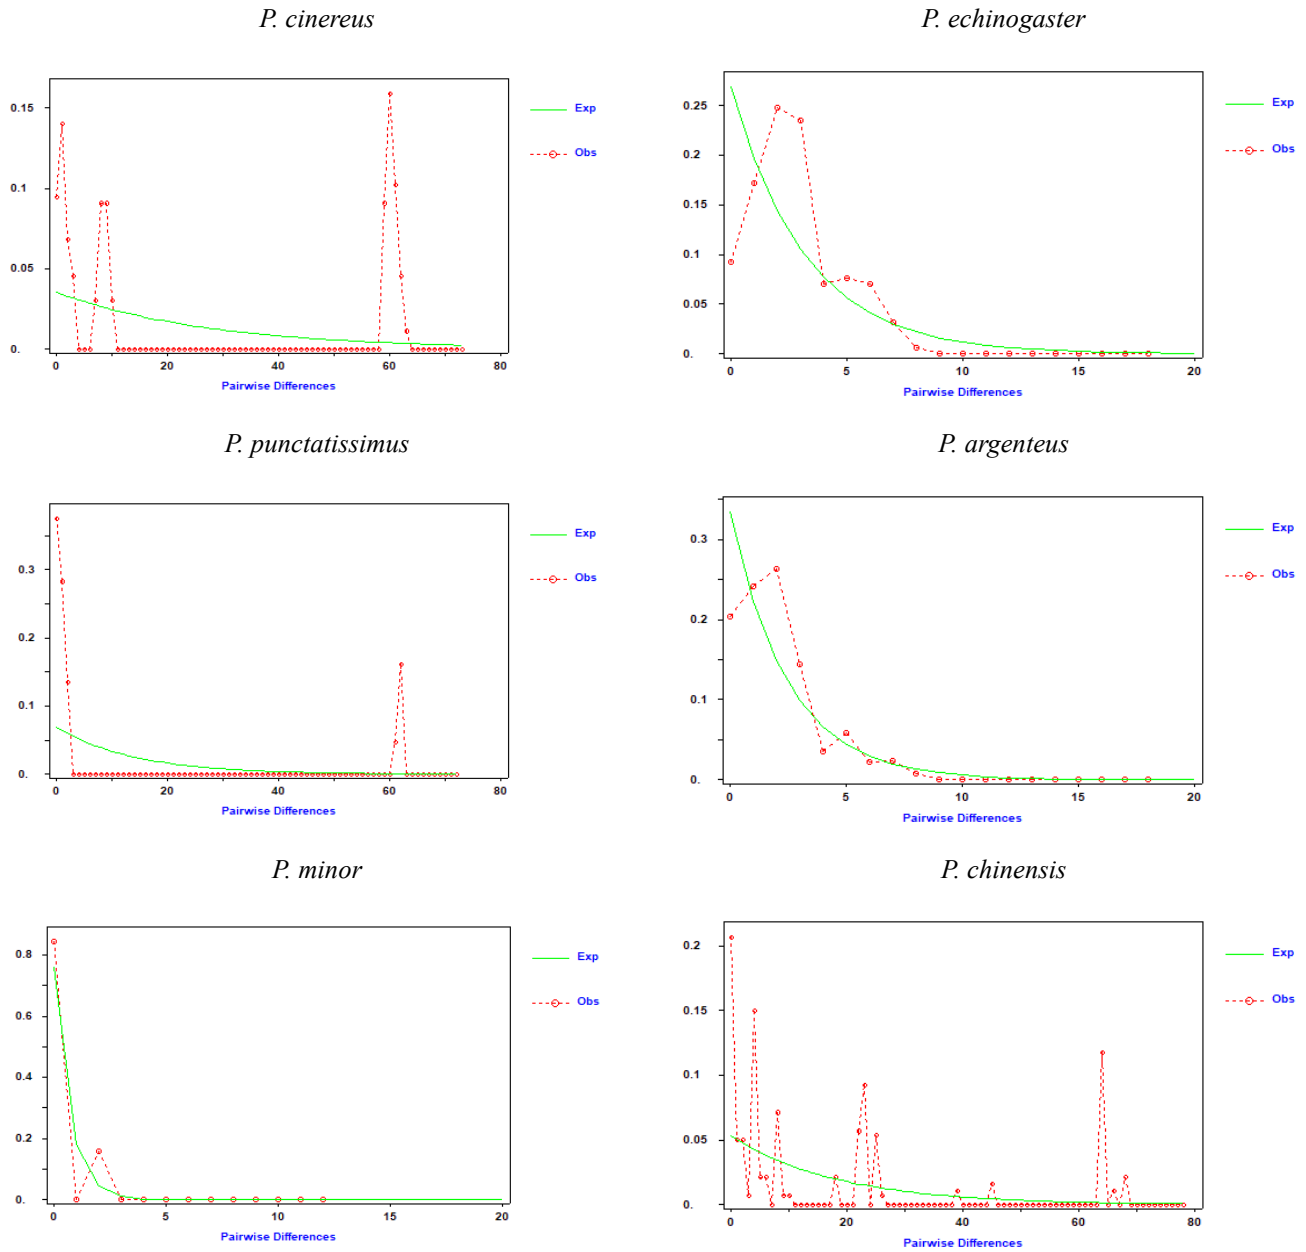 P. cinereus
0.15
0.1
0.05
0.
0 20 40 60 80
Pairwise Differences
Exp
Obs
P. echinogaster
0.25
0.2
0.15
0.1
0.05
0.
0 5 10 15 20
Pairwise Differences
Exp
Obs
P. punctatissimus
0.3
0.2
0.1
0.
0 20 40 60 80
Pairwise Differences
Exp
Obs
P. argenteus
0.3
0.2
0.1
0.
0 5 10 15 20
Pairwise Differences
Exp
Obs
P. minor
0.8
0.6
0.4
0.2
0.
0 5 10 15 20
Pairwise Differences
Exp
Obs
P. chinensis
0.2
0.15
0.1
0.05
0.
0 20 40 60 80
Pairwise Differences
Exp
Obs